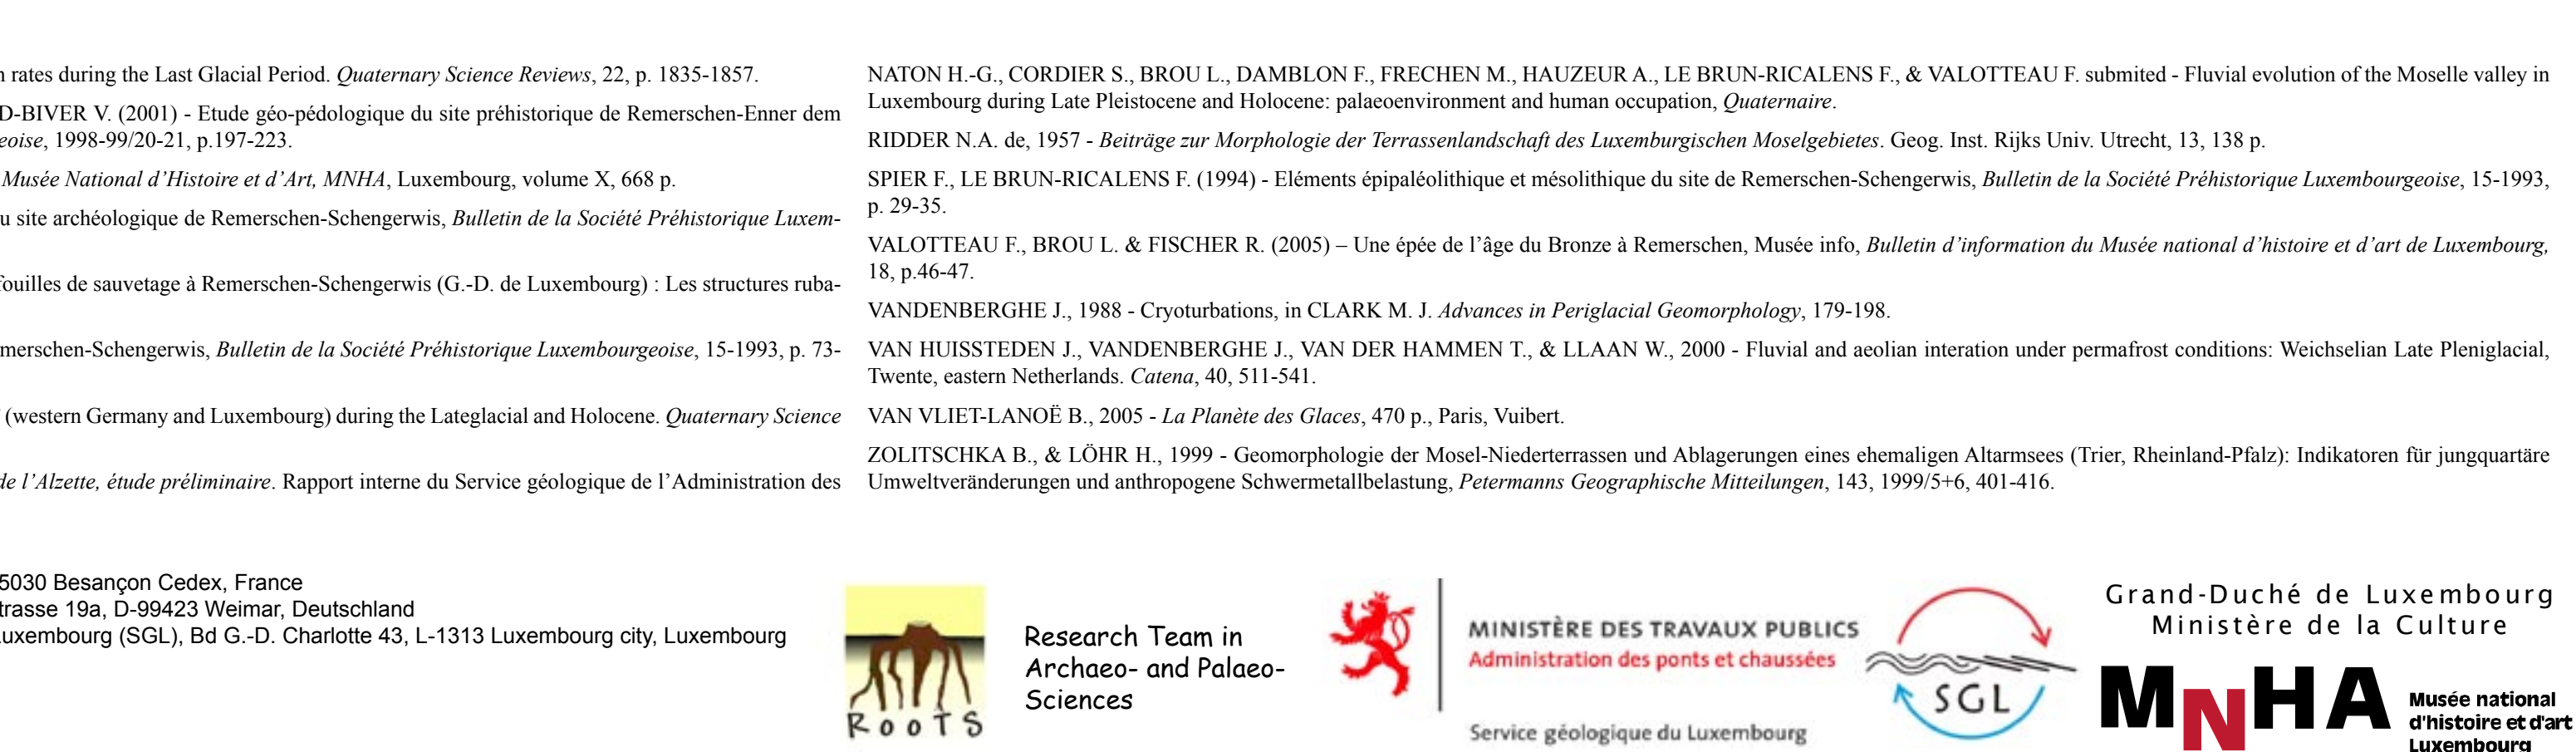 n rates during the Last Glacial Period. Quaternary Science Reviews, 22, p. 1835-1857.
D-BIVER V. (2001) - Etude géo-pédologique du site préhistorique de Remerschen-Enner dem
eoise, 1998-99/20-21, p.197-223.
Musée National d’Histoire et d’Art, MNHA, Luxembourg, volume X, 668 p.
u site archéologique de Remerschen-Schengerwis, Bulletin de la Société Préhistorique Luxem-
fouilles de sauvetage à Remerschen-Schengerwis (G.-D. de Luxembourg) : Les structures ruba-
merschen-Schengerwis, Bulletin de la Société Préhistorique Luxembourgeoise, 15-1993, p. 73-
(western Germany and Luxembourg) during the Lateglacial and Holocene. Quaternary Science
de l’Alzette, étude préliminaire. Rapport interne du Service géologique de l’Administration des
NATON H.-G., CORDIER S., BROU L., DAMBLON F., FRECHEN M., HAUZEUR A., LE BRUN-RICALENS F., & VALOTTEAU F. submited - Fluvial evolution of the Moselle valley in
Luxembourg during Late Pleistocene and Holocene: palaeoenvironment and human occupation, Quaternaire.
RIDDER N.A. de, 1957 - Beiträge zur Morphologie der Terrassenlandschaft des Luxemburgischen Moselgebietes. Geog. Inst. Rijks Univ. Utrecht, 13, 138 p.
SPIER F., LE BRUN-RICALENS F. (1994) - Eléments épipaléolithique et mésolithique du site de Remerschen-Schengerwis, Bulletin de la Société Préhistorique Luxembourgeoise, 15-1993,
p. 29-35.
VALOTTEAU F., BROU L. & FISCHER R. (2005) – Une épée de l’âge du Bronze à Remerschen, Musée info, Bulletin d’information du Musée national d’histoire et d’art de Luxembourg,
18, p.46-47.
VANDENBERGHE J., 1988 - Cryoturbations, in CLARK M. J. Advances in Periglacial Geomorphology, 179-198.
VAN HUISSTEDEN J., VANDENBERGHE J., VAN DER HAMMEN T., & LLAAN W., 2000 - Fluvial and aeolian interation under permafrost conditions: Weichselian Late Pleniglacial,
Twente, eastern Netherlands. Catena, 40, 511-541.
VAN VLIET-LANOË B., 2005 - La Planète des Glaces, 470 p., Paris, Vuibert.
ZOLITSCHKA B., & LÖHR H., 1999 - Geomorphologie der Mosel-Niederterrassen und Ablagerungen eines ehemaligen Altarmsees (Trier, Rheinland-Pfalz): Indikatoren für jungquartäre
Umweltveränderungen und anthropogene Schwermetallbelastung, Petermanns Geographische Mitteilungen, 143, 1999/5+6, 401-416.
5030 Besançon Cedex, France
trasse 19a, D-99423 Weimar, Deutschland
uxembourg (SGL), Bd G.-D. Charlotte 43, L-1313 Luxembourg city, Luxembourg
ROOTS
Research Team in
Archaeo- and Palaeo-
Sciences
MINISTÈRE DES TRAVAUX PUBLICS
Administration des ponts et chaussées
Service géologique du Luxembourg
SGL
Grand-Duché de Luxembourg
Ministère de la Culture
MNHA
Musée national
d'histoire et d'art
Luxembourg